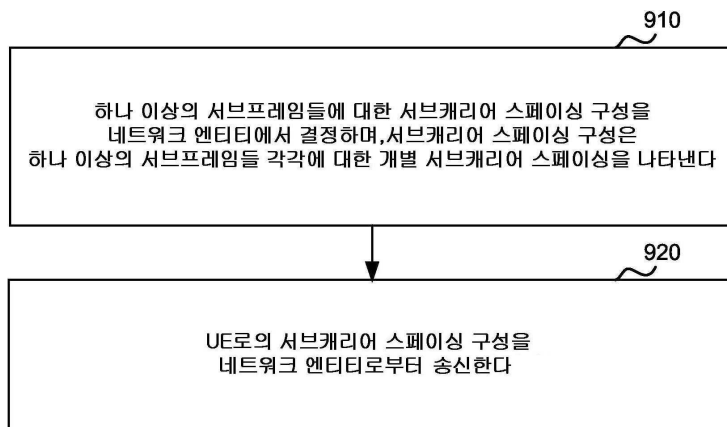 910
하나 이상의 서브프레임들에 대한 서브캐리어 스페이싱 구성을
네트워크 엔티티에서 결정하며,서브캐리어 스페이싱 구성은
하나 이상의 서브프레임들 각각에 대한 개별 서브캐리어 스페이싱을 나타낸다
920
UE로의 서브캐리어 스페이싱 구성을
네트워크 엔티티로부터 송신한다